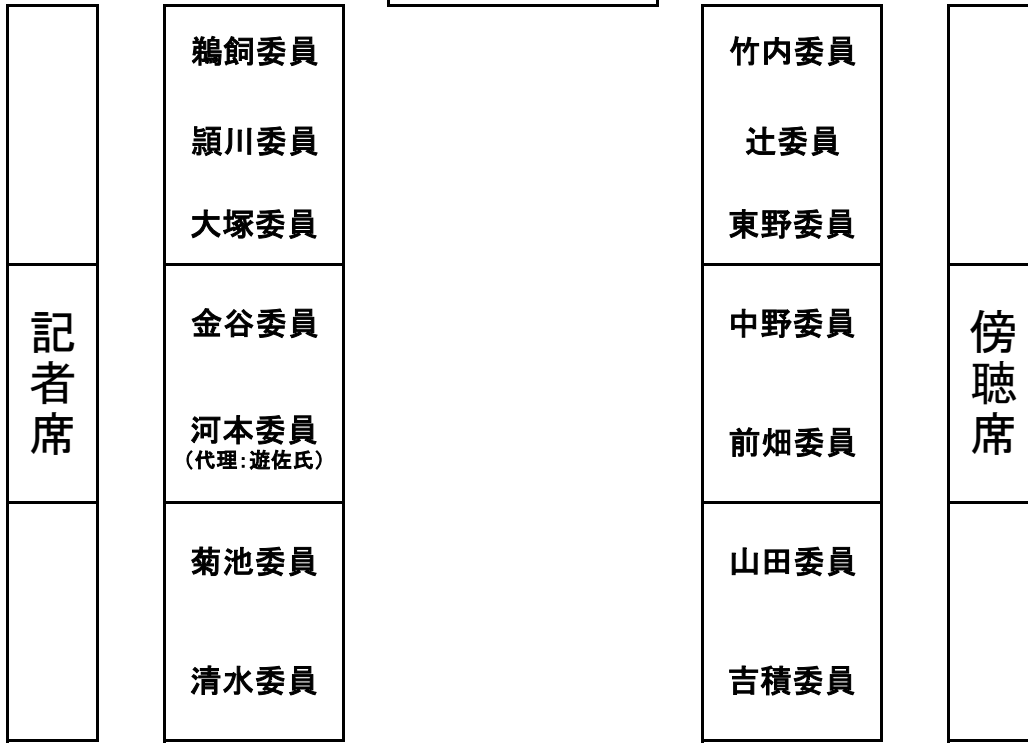 記者席
鵜飼委員
頴川委員
大塚委員
金谷委員
河本委員
（代理：遊佐氏）
菊池委員
清水委員
竹内委員
辻委員
東野委員
中野委員
前畑委員
山田委員
吉積委員
傍聴席